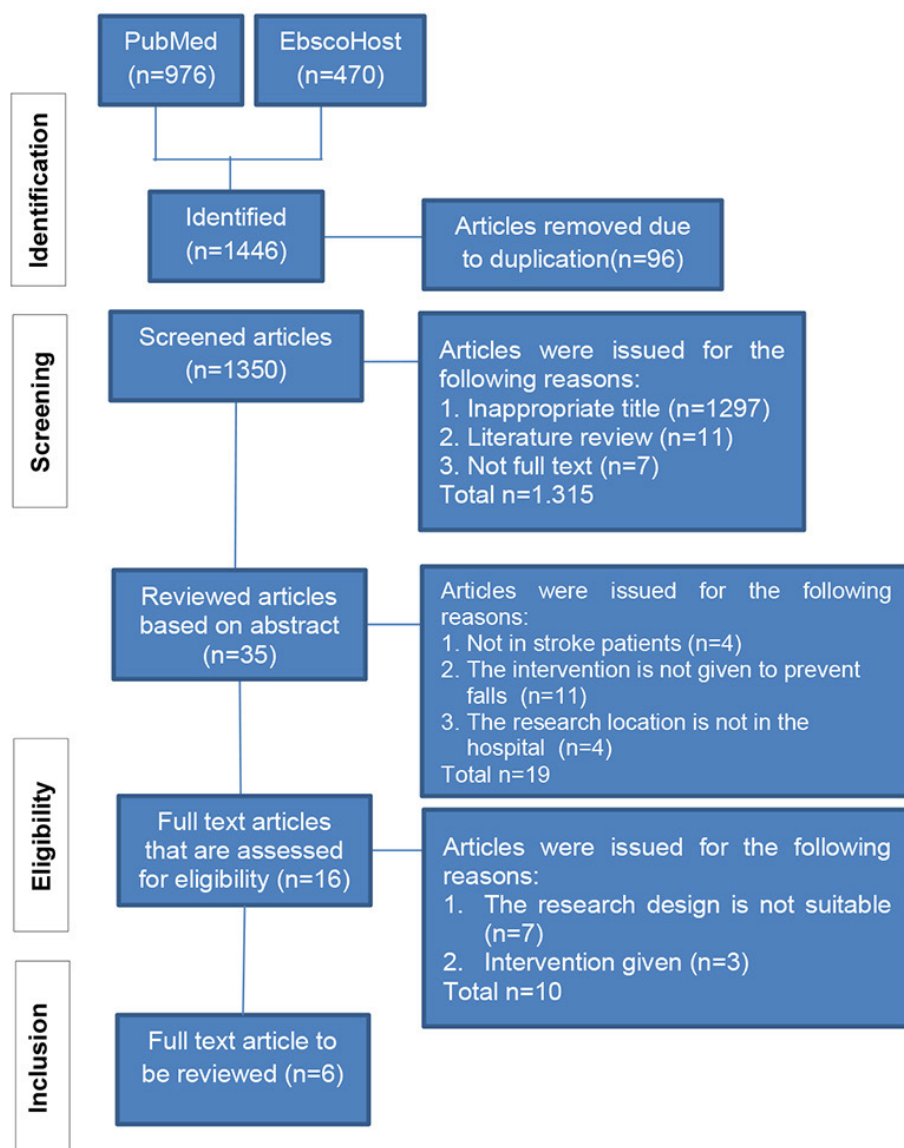 PubMed
(n=976)
EbscoHost
(n=470)
Identification
Identified
(n=1446)
Articles removed due
to duplication(n=96)
Screening
Screened articles
(n=1350)
Articles were issued for the
following reasons:
1. Inappropriate title (n=1297)
2. Literature review (n=11)
3. Not full text (n=7)
Total n=1.315
Reviewed articles
based on abstract
(n=35)
Articles were issued for the following
reasons:
1. Not in stroke patients (n=4)
2. The intervention is not given to prevent
falls (n=11)
3. The research location is not in the
hospital (n=4)
Total n=19
Eligibility
Full text articles
that are assessed
for eligibility (n=16)
Articles were issued for the following
reasons:
1. The research design is not suitable
(n=7)
2. Intervention given (n=3)
Total n=10
Inclusion
Full text article to
be reviewed (n=6)